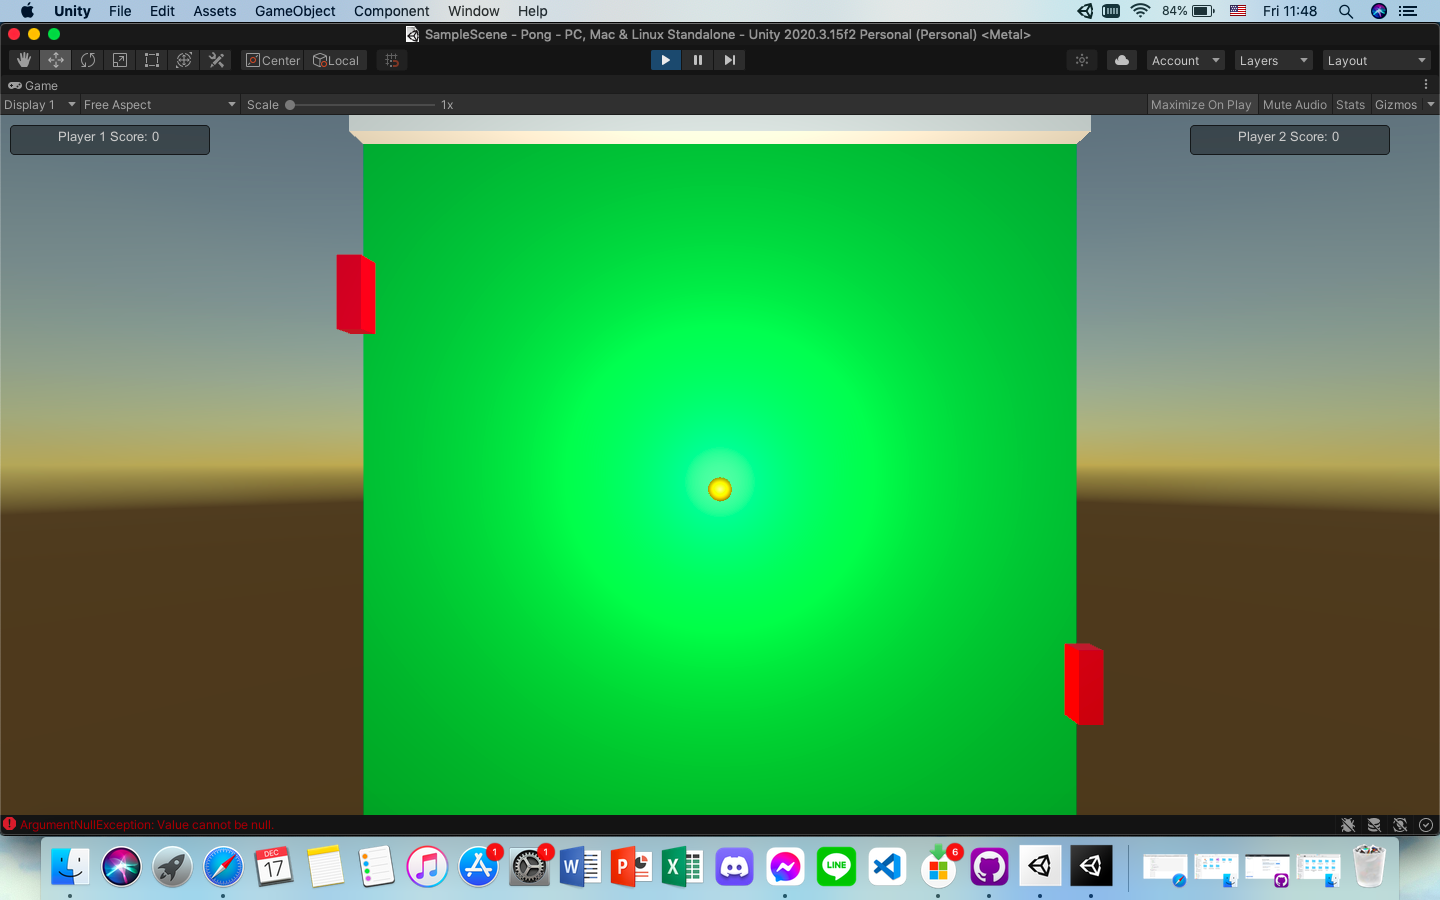 Unity File Edit Assets GameObject Component Window Help 84% Fri 11:48
SampleScene - Pong - PC, Mac & Linux Standalone - Unity 2020.3.15f2 Personal (Personal) <Metal>
Center Local Account Layers Layout
Game
Display 1 Free Aspect Scale 1x Maximize On Play Mute Audio Stats Gizmos
Player 1 Score: 0 Player 2 Score: 0
ArgumentNullException: Value cannot be null.
DEC 1 1 6
17 W P X LINE